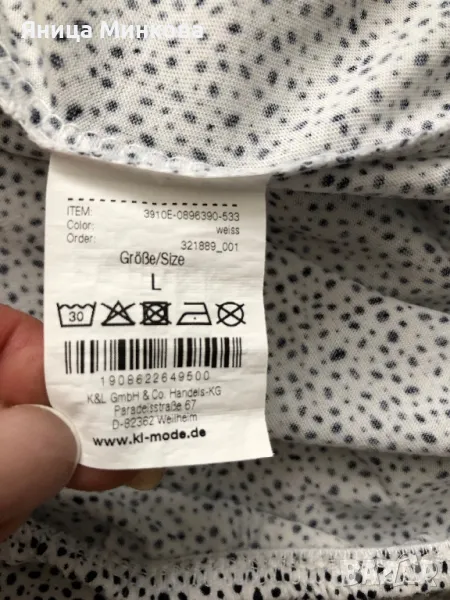 Яница Минкова
ITEM: 3910E-0896390-533
Color: weiss
Order: 321889_001
Größe/Size
L
30
1908622649500
K&L GmbH & Co. Handels-KG
Paradeisstraße 67
D-82362 Weilheim
www.kl-mode.de